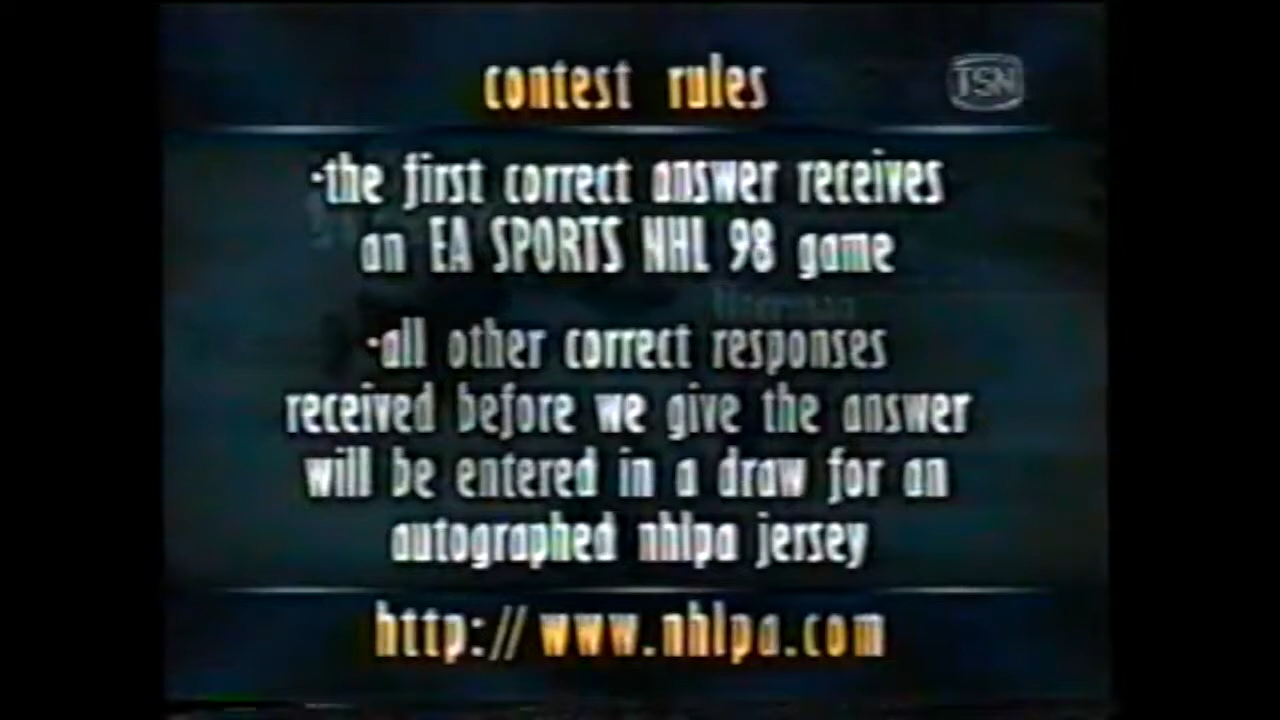 contest rules
TSN
·the first correct answer receives
an EA SPORTS NHL 98 game
·all other correct responses
received before we give the answer
will be entered in a draw for an
autographed nhlpa jersey
http://www.nhlpa.com